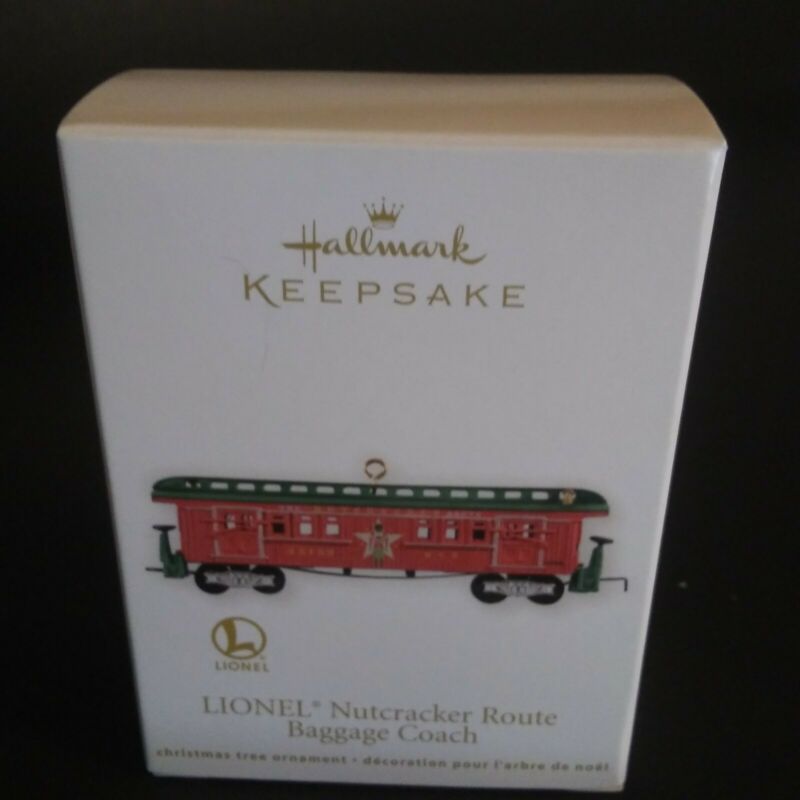 Hallmark
KEEPSAKE
L
LIONEL
LIONEL® Nutcracker Route
Baggage Coach
christmas tree ornament • décoration pour l'arbre de noël